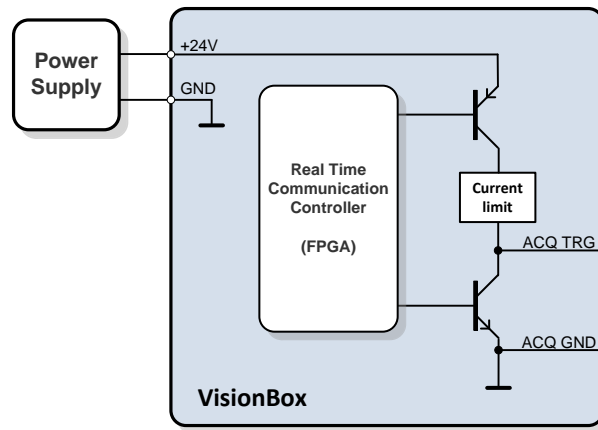 Power
Supply
+24V
GND
Real Time
Communication
Controller
(FPGA)
Current
limit
ACQ TRG
ACQ GND
VisionBox